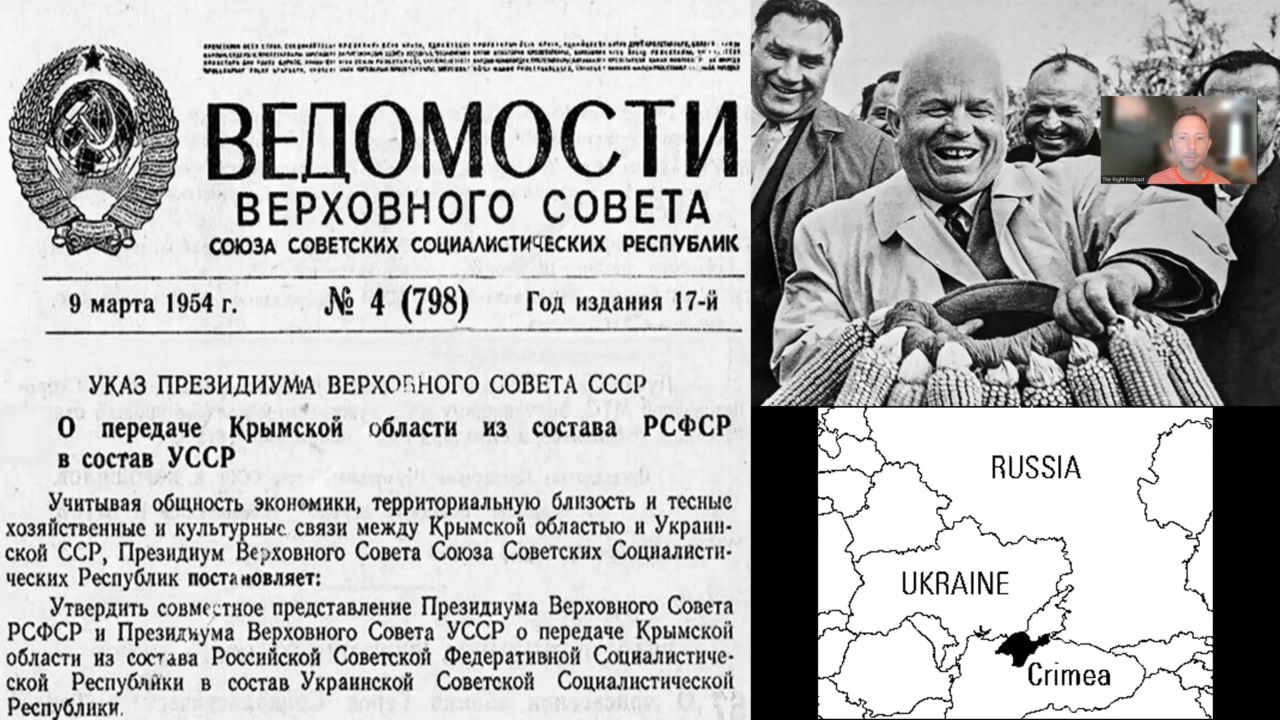 ВЕДОМОСТИ
ВЕРХОВНОГО СОВЕТА
СОЮЗА СОВЕТСКИХ СОЦИАЛИСТИЧЕСКИХ РЕСПУБЛИК
9 марта 1954 г. № 4 (798) Год издания 17-й
УКАЗ ПРЕЗИДИУМА ВЕРХОВНОГО СОВЕТА СССР
О передаче Крымской области из состава РСФСР
в состав УССР
Учитывая общность экономики, территориальную близость и тесные
хозяйственные и культурные связи между Крымской областью и Украин-
ской ССР, Президиум Верховного Совета Союза Советских Социалисти-
ческих Республик постановляет:
Утвердить совместное представление Президиума Верховного Совета
РСФСР и Президиума Верховного Совета УССР о передаче Крымской
области из состава Российской Советской Федеративной Социалистиче-
ской Республики в состав Украинской Советской Социалистической
Республики.
The Right Podcast
RUSSIA
UKRAINE
Crimea